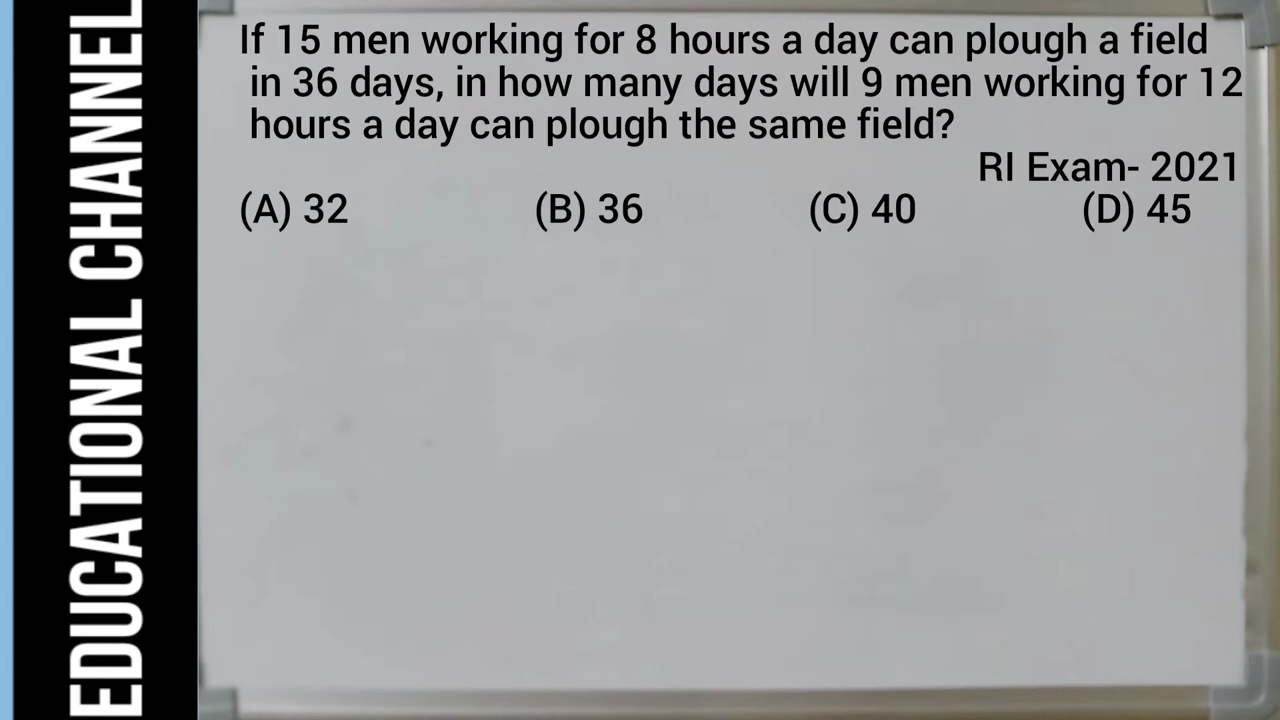 EDUCATIONAL CHANNEL
If 15 men working for 8 hours a day can plough a field
in 36 days, in how many days will 9 men working for 12
hours a day can plough the same field?
RI Exam- 2021
(A) 32 (B) 36 (C) 40 (D) 45